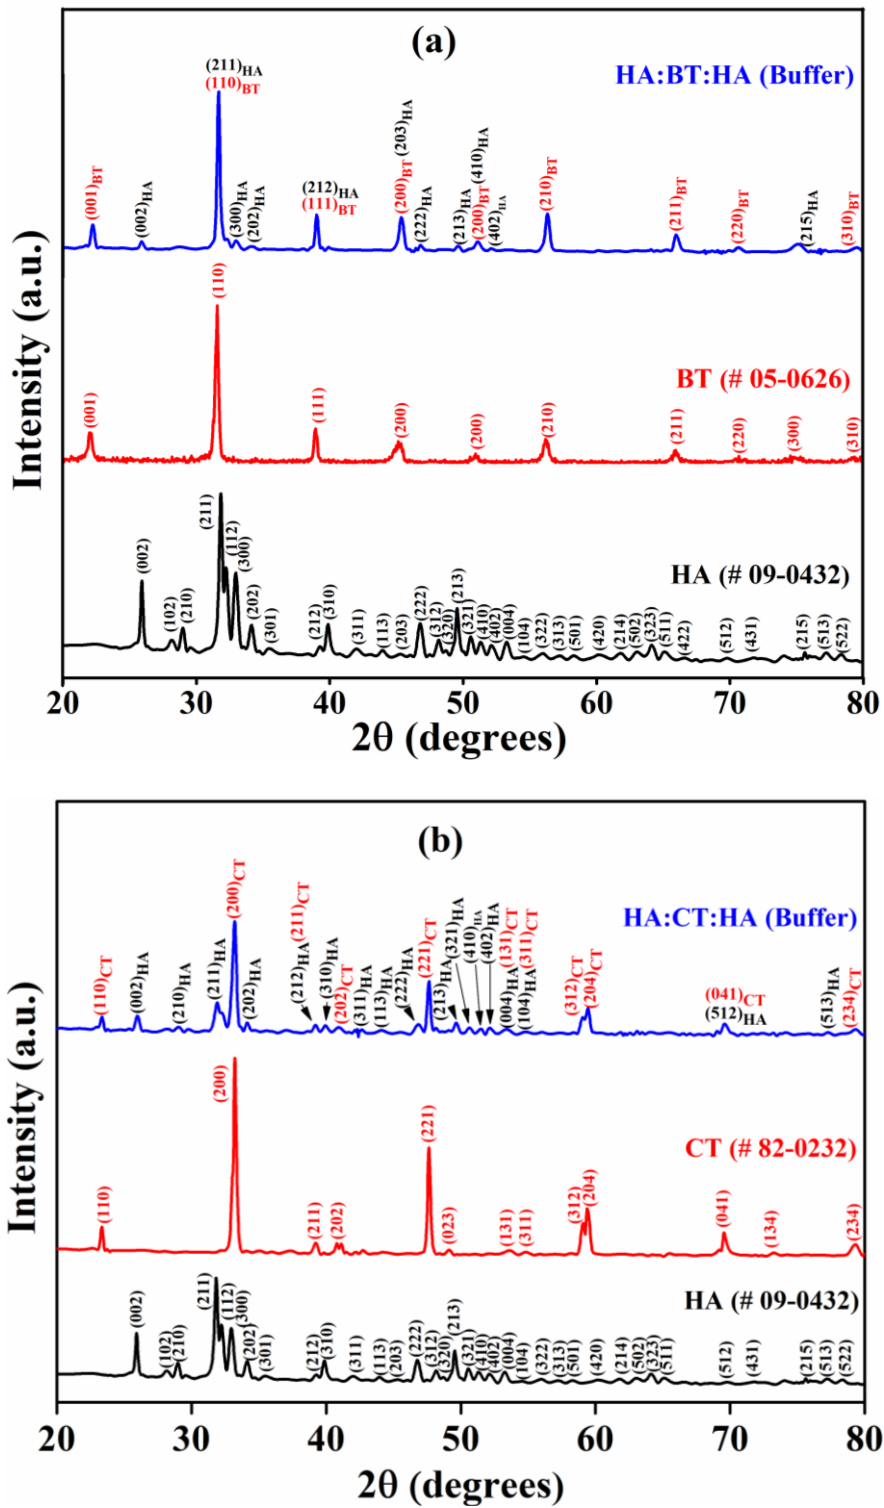 (a)
HA:BT:HA (Buffer)
(211)HA
(110)BT
(001)BT
(002)HA
(300)HA
(202)HA
(212)HA
(111)BT
(200)BT
(203)HA
(222)HA
(213)HA
(200)BT
(410)HA
(402)HA
(210)BT
(211)BT
(220)BT
(215)HA
(310)BT
BT (# 05-0626)
(001)
(110)
(111)
(200)
(200)
(210)
(211)
(220)
(300)
(310)
HA (# 09-0432)
(002)
(102)
(210)
(211)
(112)
(300)
(202)
(301)
(212)
(310)
(311)
(113)
(203)
(222)
(312)
(320)
(213)
(321)
(410)
(402)
(004)
(104)
(322)
(313)
(501)
(420)
(214)
(502)
(323)
(511)
(422)
(512)
(431)
(215)
(513)
(522)
Intensity (a.u.)
20 30 40 50 60 70 80
2θ (degrees)
(b)
HA:CT:HA (Buffer)
(110)CT
(002)HA
(210)HA
(211)HA
(200)CT
(202)HA
(212)HA
(211)CT
(310)HA
(202)CT
(311)HA
(113)HA
(222)HA
(221)CT
(213)HA
(321)HA
(410)HA
(402)HA
(004)HA
(131)CT
(104)HA
(311)CT
(312)CT
(204)CT
(041)CT
(512)HA
(513)HA
(234)CT
CT (# 82-0232)
(110)
(200)
(211)
(202)
(221)
(023)
(131)
(311)
(312)
(204)
(041)
(134)
(234)
HA (# 09-0432)
(002)
(102)
(210)
(211)
(112)
(300)
(202)
(301)
(212)
(310)
(311)
(113)
(203)
(222)
(312)
(320)
(213)
(321)
(410)
(402)
(004)
(104)
(322)
(313)
(501)
(420)
(214)
(502)
(323)
(511)
(512)
(431)
(215)
(513)
(522)
Intensity (a.u.)
20 30 40 50 60 70 80
2θ (degrees)